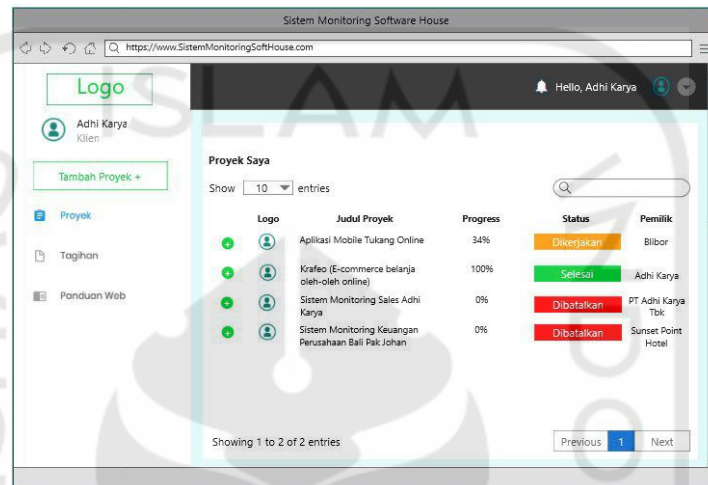 Sistem Monitoring Software House
https://www.SistemMonitoringSoftHouse.com
Logo
Hello, Adhi Karya
Adhi Karya
Klien
Tambah Proyek +
Proyek
Tagihan
Panduan Web
Proyek Saya
Show 10 entries
Logo Judul Proyek Progress Status Pemilik
Aplikasi Mobile Tukang Online 34% Dikerjakan Blibor
Krafeo (E-commerce belanja
oleh-oleh online) 100% Selesai Adhi Karya
Sistem Monitoring Sales Adhi
Karya 0% Dibatalkan PT Adhi Karya
Tbk
Sistem Monitoring Keuangan
Perusahaan Bali Pak Johan 0% Dibatalkan Sunset Point
Hotel
Showing 1 to 2 of 2 entries
Previous 1 Next
ISLAM
INDO